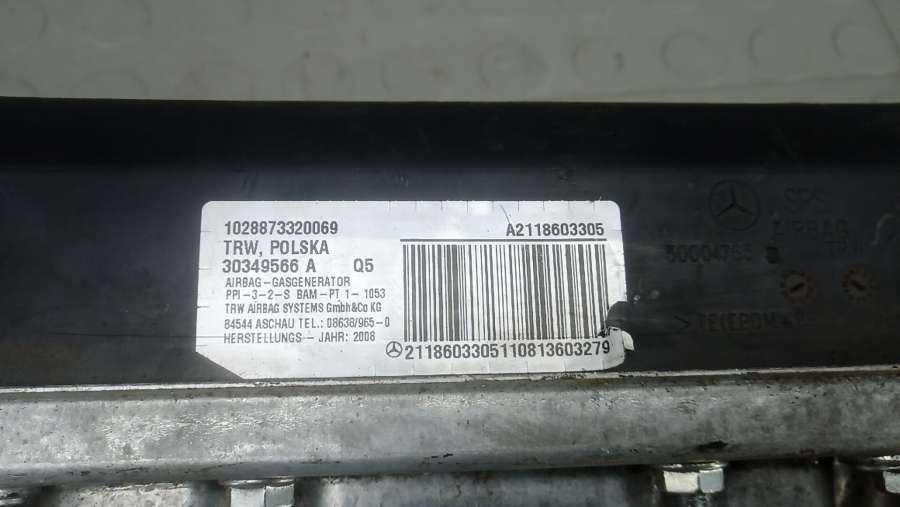 1028873320069
A2118603305
TRW, POLSKA
30349566 A Q5
AIRBAG-GASGENERATOR
PPI-3-2-S BAM-PT 1-1053
TRW AIRBAG SYSTEMS GmbH&Co KG
84544 ASCHAU TEL.: 08638/965-0
HERSTELLUNGS- JAHR: 2008
2118603305110813603279
SPS
AIRBAG